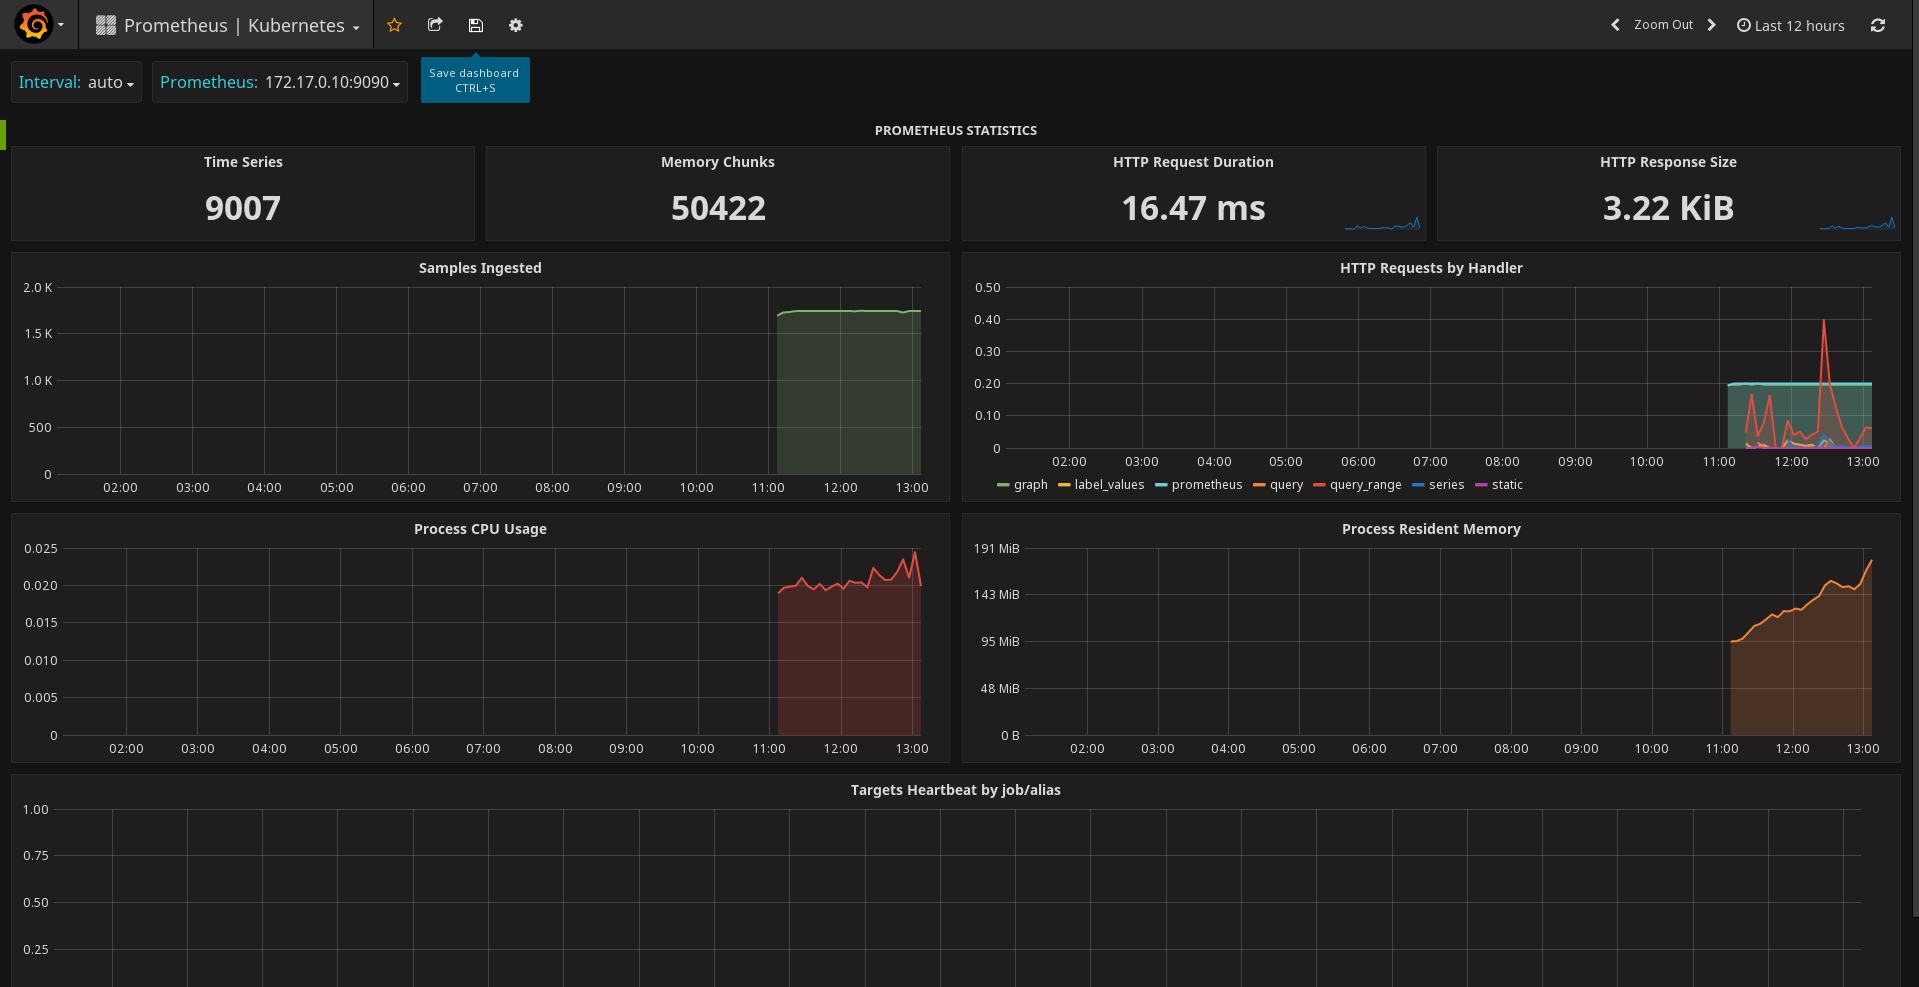 Prometheus | Kubernetes
Zoom Out
Last 12 hours
Interval: auto
Prometheus: 172.17.0.10:9090
Save dashboard
CTRL+S
PROMETHEUS STATISTICS
Time Series
9007
Memory Chunks
50422
HTTP Request Duration
16.47 ms
HTTP Response Size
3.22 KiB
Samples Ingested
2.0 K
1.5 K
1.0 K
500
0
02:00 03:00 04:00 05:00 06:00 07:00 08:00 09:00 10:00 11:00 12:00 13:00
HTTP Requests by Handler
0.50
0.40
0.30
0.20
0.10
0
02:00 03:00 04:00 05:00 06:00 07:00 08:00 09:00 10:00 11:00 12:00 13:00
graph label_values prometheus query query_range series static
Process CPU Usage
0.025
0.020
0.015
0.010
0.005
0
02:00 03:00 04:00 05:00 06:00 07:00 08:00 09:00 10:00 11:00 12:00 13:00
Process Resident Memory
191 MiB
143 MiB
95 MiB
48 MiB
0 B
02:00 03:00 04:00 05:00 06:00 07:00 08:00 09:00 10:00 11:00 12:00 13:00
Targets Heartbeat by job/alias
1.00
0.75
0.50
0.25